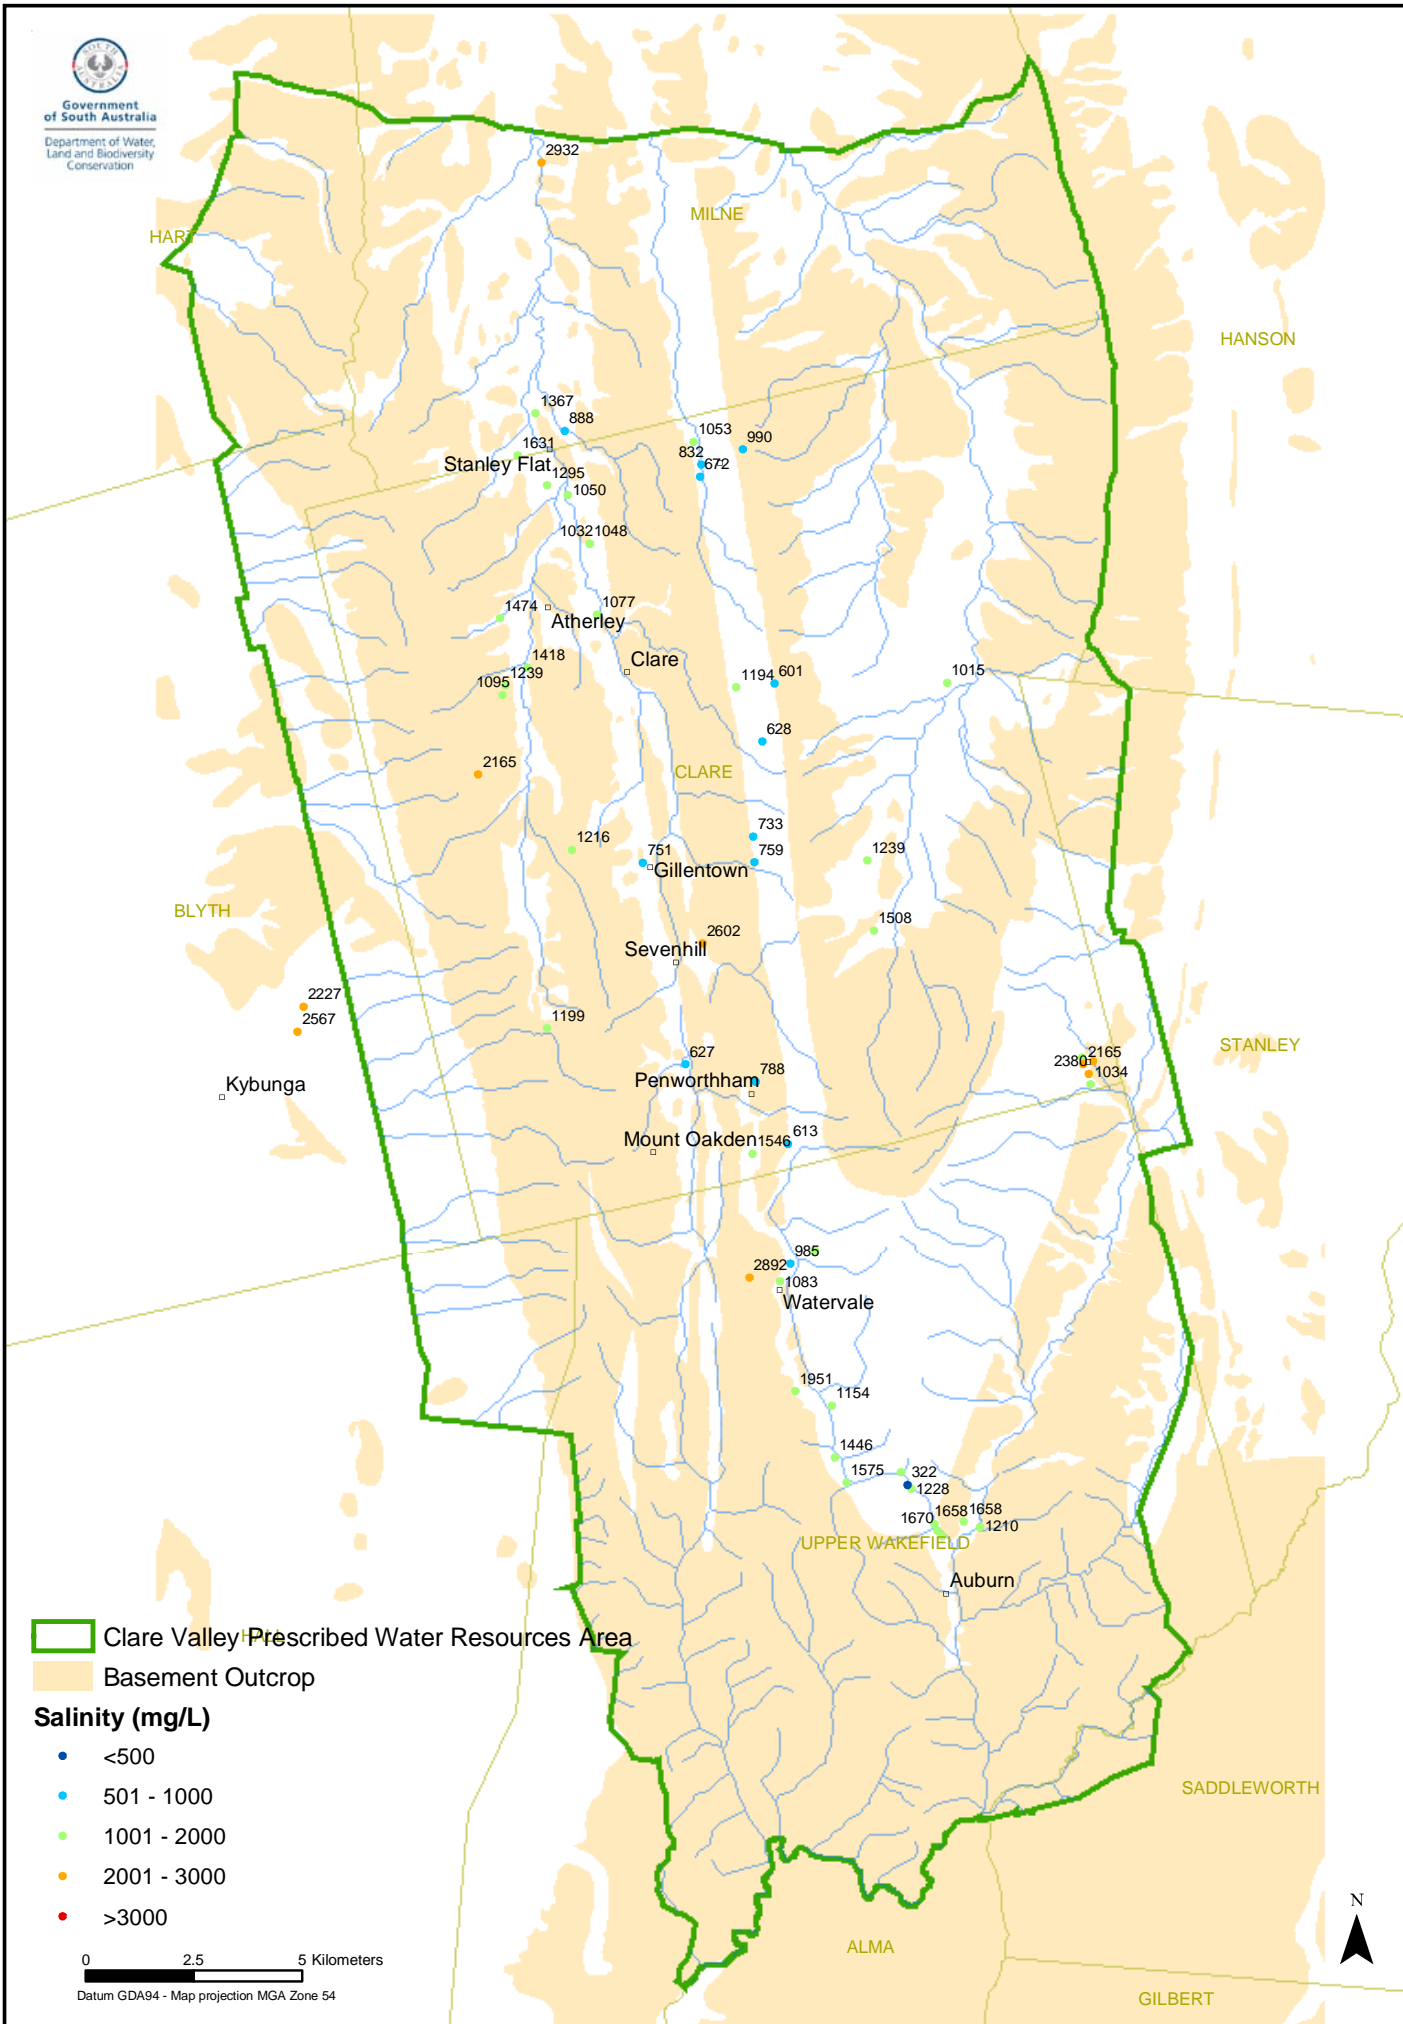 SOUTH
AUSTRALIA
Government
of South Australia
Department of Water,
Land and Biodiversity
Conservation
2932
MILNE
HART
HANSON
1367
888
1053
990
1631
832
672
Stanley Flat
1295
1050
1032
1048
1474
1077
Atherley
1418
Clare
1239
1095
1194
601
1015
628
2165
CLARE
733
1216
751
759
1239
Gillentown
BLYTH
1508
2602
Sevenhill
2227
2567
1199
STANLEY
627
2380
2165
788
1034
Kybunga
Penworthham
613
Mount Oakden
1546
985
2892
1083
Watervale
1951
1154
1446
1575
322
1228
1670
1658
1658
1210
UPPER WAKEFIELD
Auburn
HALL
Clare Valley Prescribed Water Resources Area
Basement Outcrop
Salinity (mg/L)
<500
501 - 1000
1001 - 2000
2001 - 3000
>3000
SADDLEWORTH
N
ALMA
0 2.5 5 Kilometers
Datum GDA94 - Map projection MGA Zone 54
GILBERT